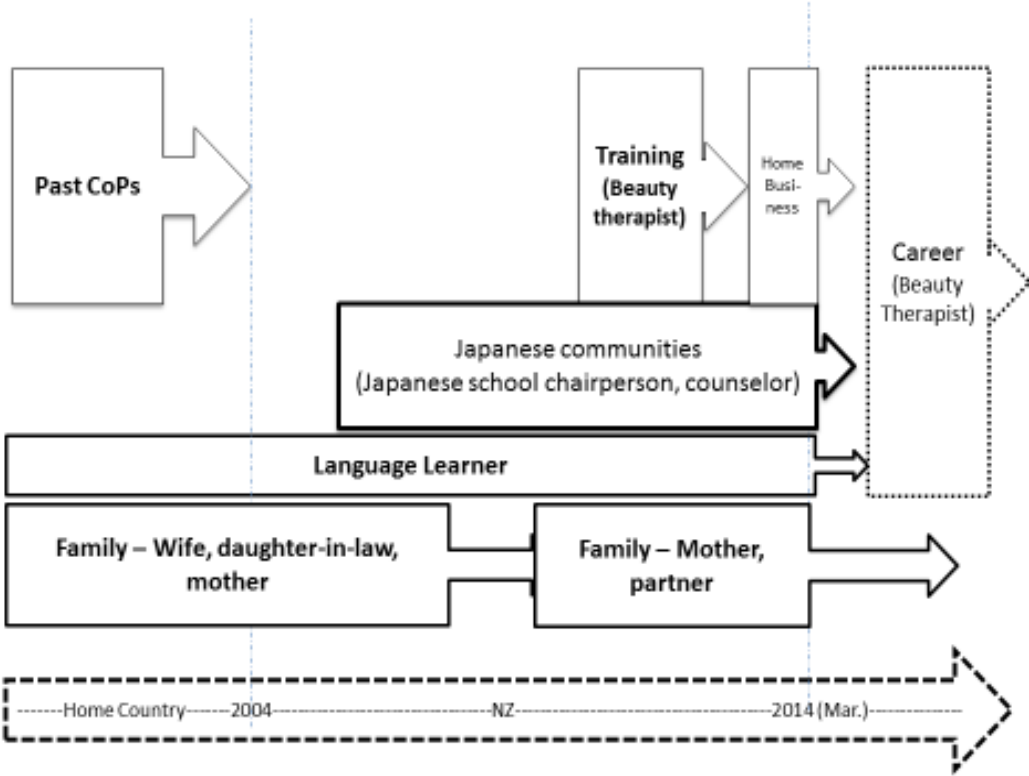 Past CoPs
Training
(Beauty
therapist)
Home
Busi-
ness
Career
(Beauty
Therapist)
Japanese communities
(Japanese school chairperson, counselor)
Language Learner
Family – Wife, daughter-in-law,
mother
Family – Mother,
partner
-------Home Country------2004----------------------------NZ----------------------------------2014 (Mar.)-------------